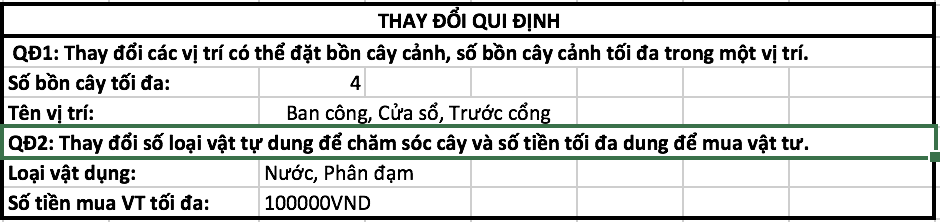 THAY ĐỔI QUI ĐỊNH
QĐ1: Thay đổi các vị trí có thể đặt bồn cây cảnh, số bồn cây cảnh tối đa trong một vị trí.
Số bồn cây tối đa: 4
Tên vị trí: Ban công, Cửa sổ, Trước cổng
QĐ2: Thay đổi số loại vật tự dung để chăm sóc cây và số tiền tối đa dung để mua vật tư.
Loại vật dụng: Nước, Phân đạm
Số tiền mua VT tối đa: 100000VND